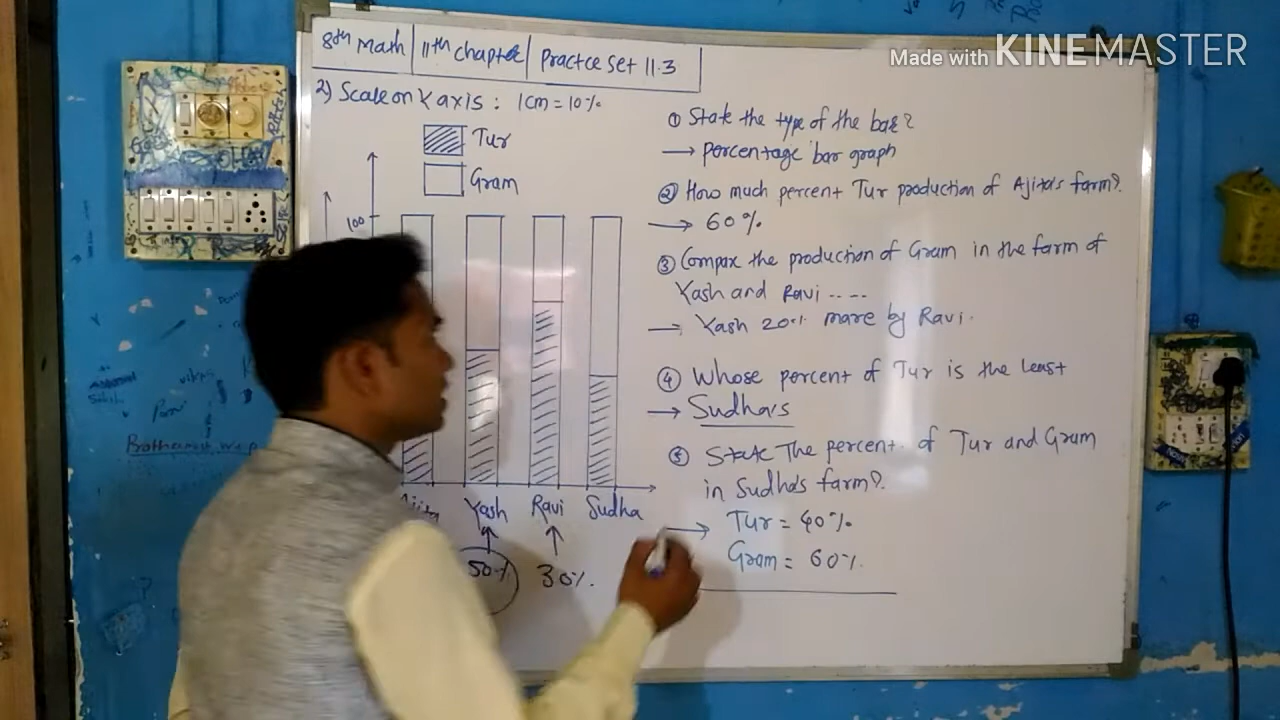 Made with KINEMASTER
8th Math | 11th chapter | Practce set 11.3
2) Scale on Y axis : 1cm = 10%
Tur
Gram
100
Yash Ravi Sudha
50% 30%.
① State the type of the bar?
→ percentage bar graph
② How much percent Tur production of Ajita's farm?
→ 60%
③ Compare the production of Gram in the farm of
Yash and Ravi ....
→ Yash 20% more by Ravi.
④ Whose percent of Tur is the least
→ Sudha's
⑤ State The percent. of Tur and Gram
in Sudha's farm?
→ Tur = 40%
Gram = 60%.